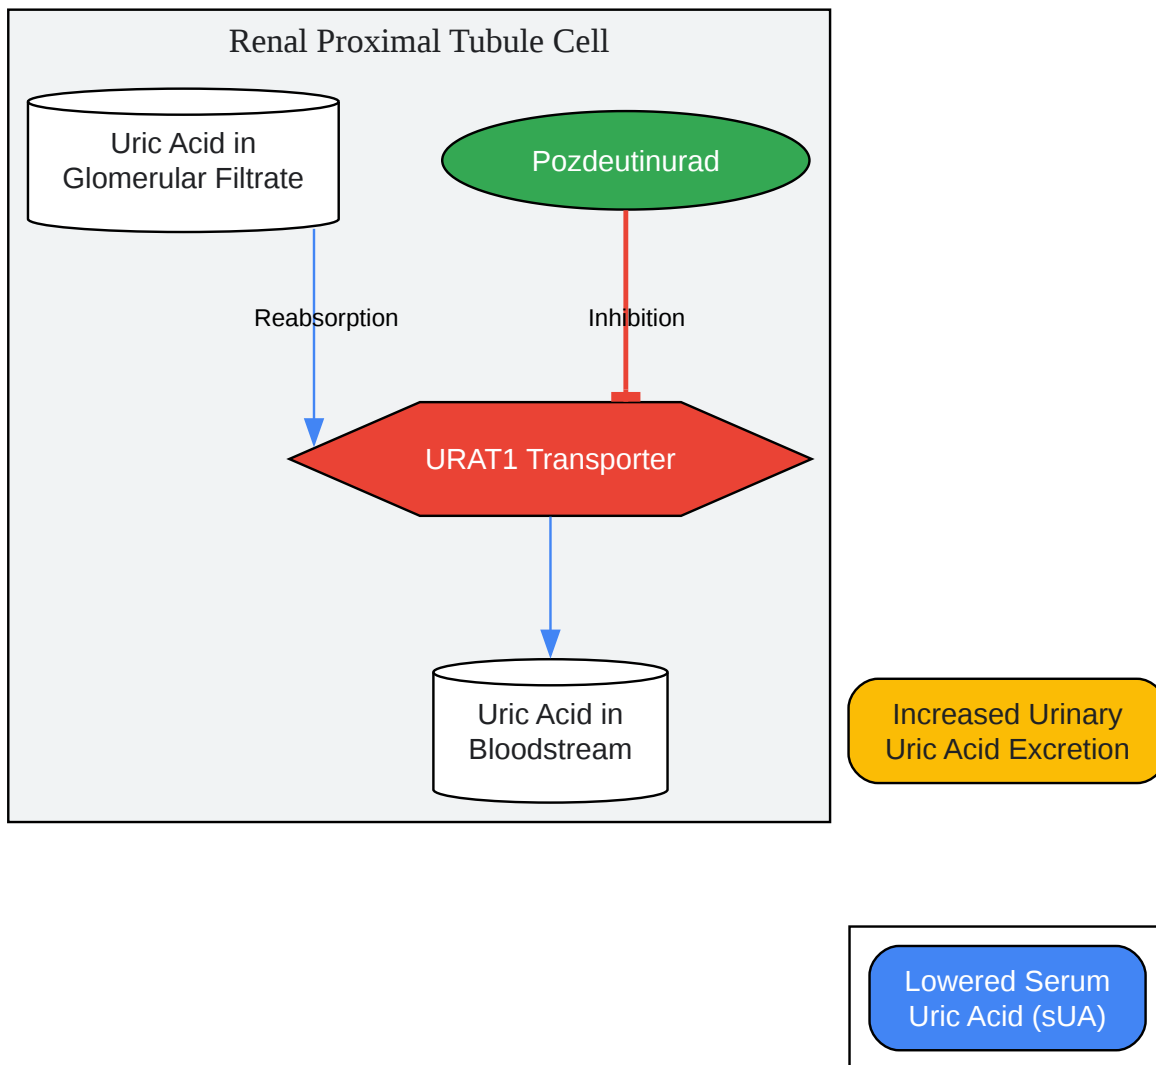 Renal Proximal Tubule Cell
Uric Acid in
Glomerular Filtrate
Pozdeutinurad
Reabsorption
Inhibition
URAT1 Transporter
Uric Acid in
Bloodstream
Increased Urinary
Uric Acid Excretion
Lowered Serum
Uric Acid (sUA)